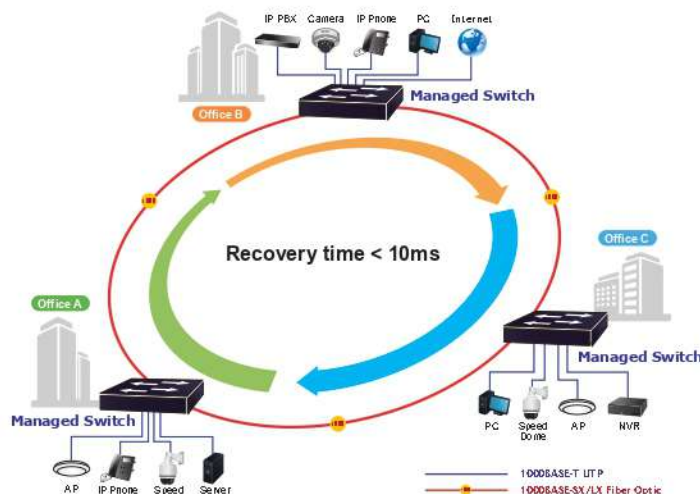 IP PBX
Camera
IP Phone
PC
Internet
Managed Switch
Office B
Office C
Recovery time < 10ms
Office A
Managed Switch
Managed Switch
PC
Speed
Dome
AP
NVR
AP
IP Phone
Speed
Server
1000BASE-T UTP
1000BASE-SX/LX Fiber Optic